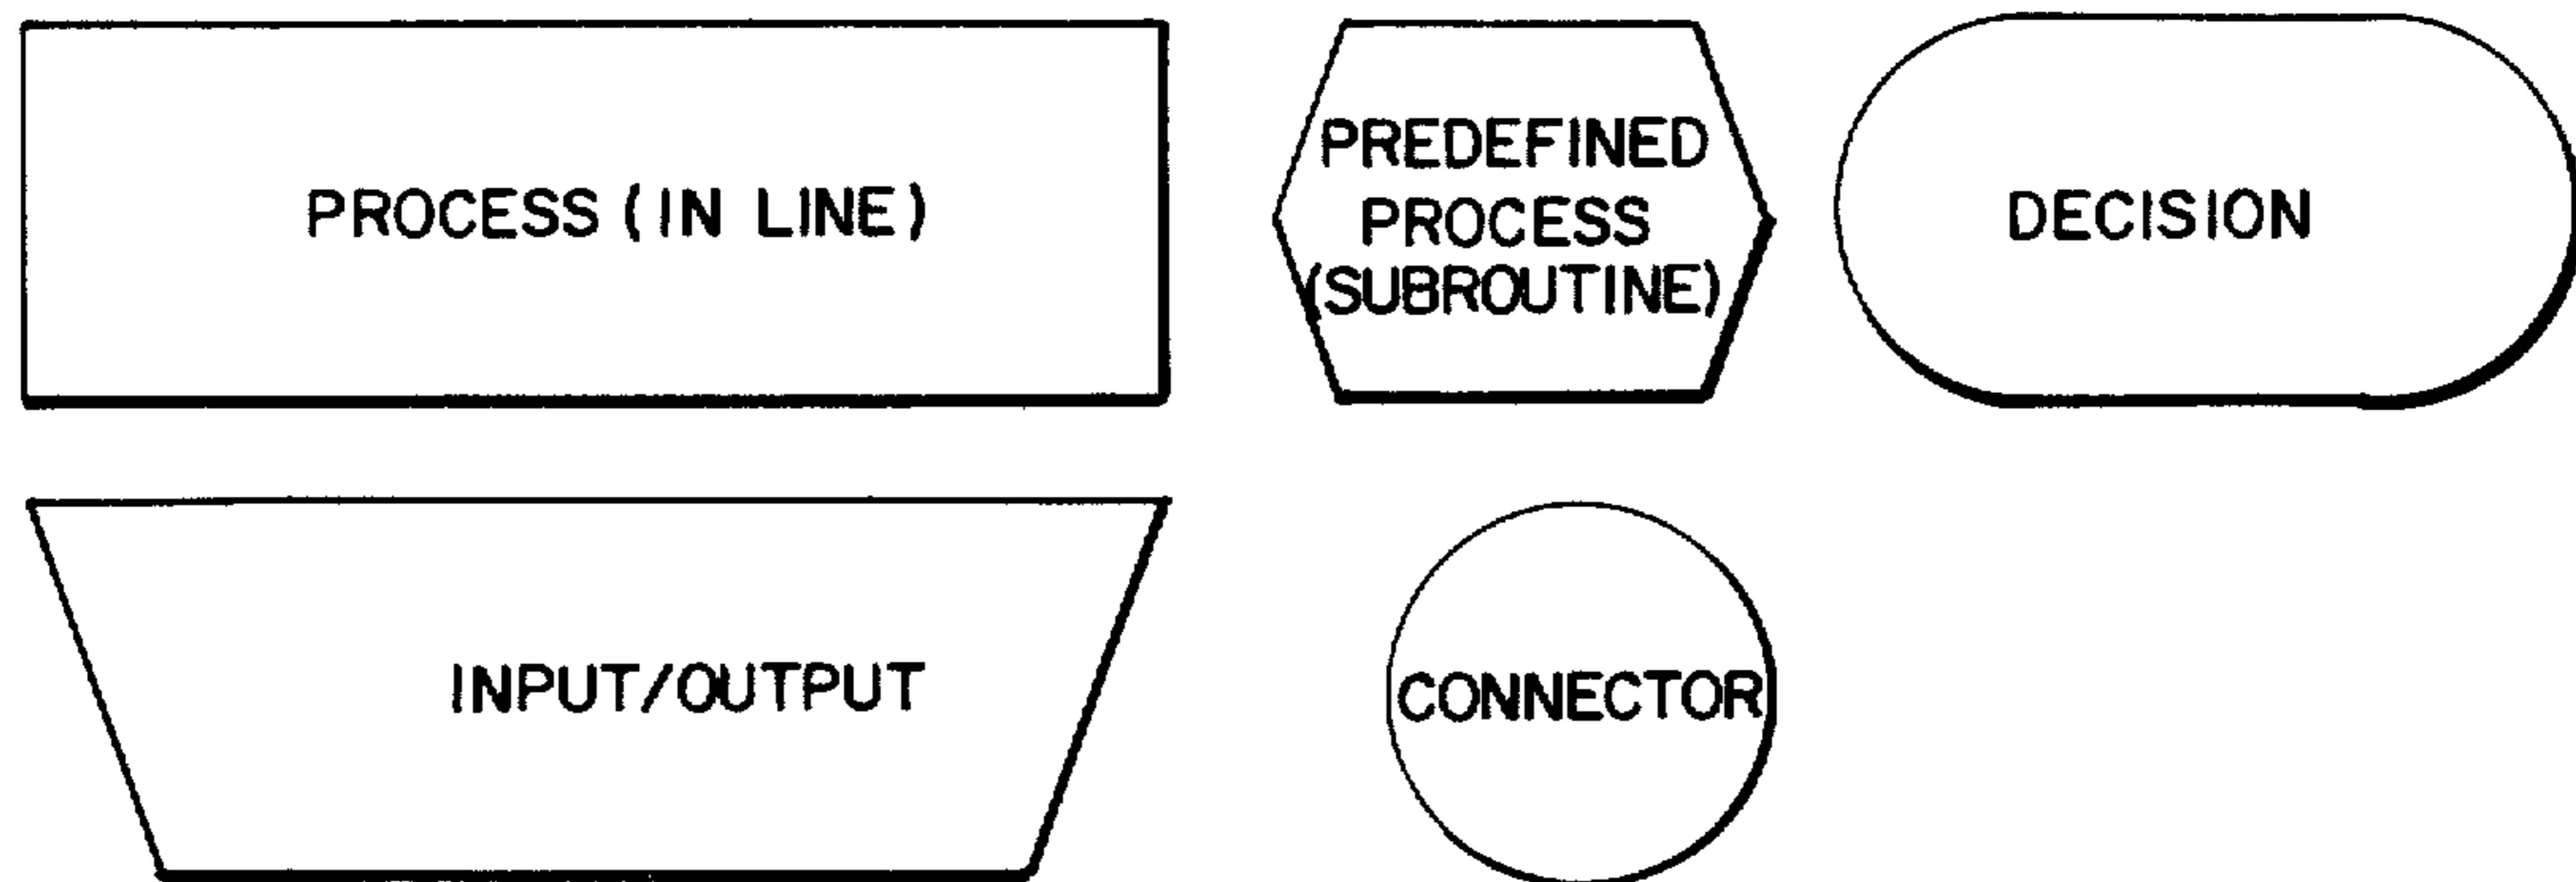 PROCESS (IN LINE)
PREDEFINED
PROCESS
(SUBROUTINE)
DECISION
INPUT/OUTPUT
CONNECTOR